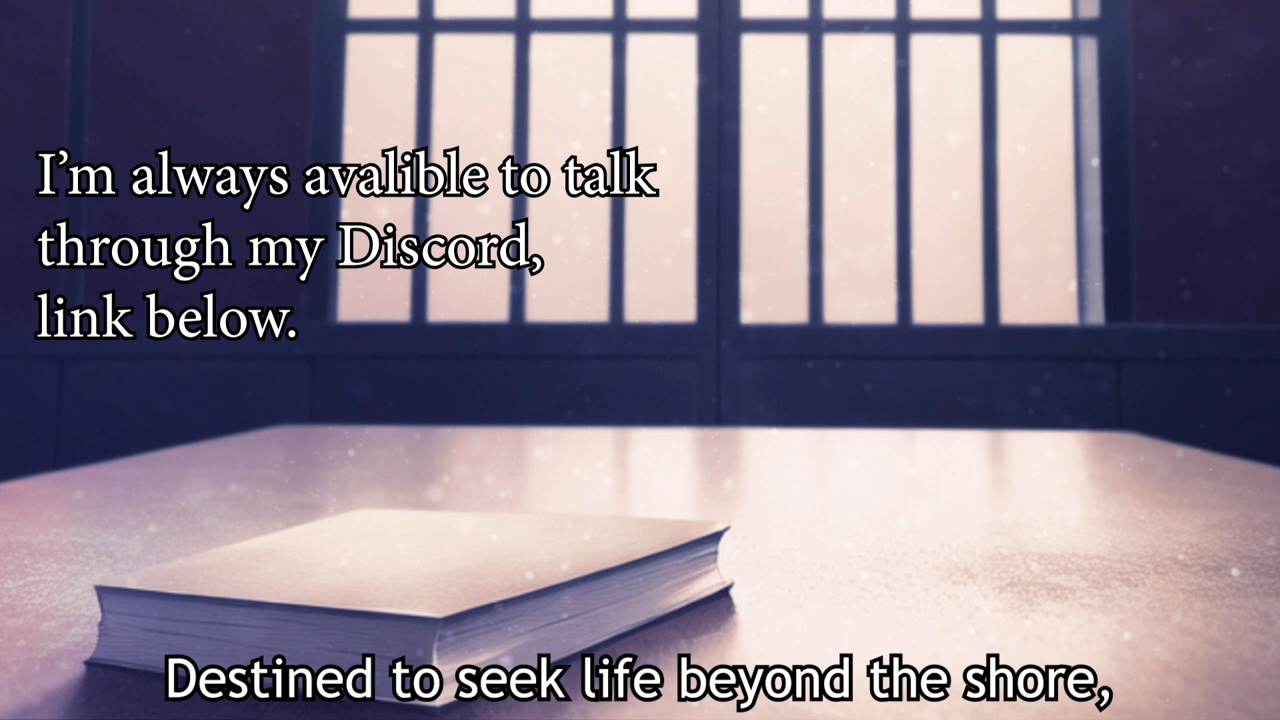 I’m always avalible to talk
through my Discord,
link below.
Destined to seek life beyond the shore,